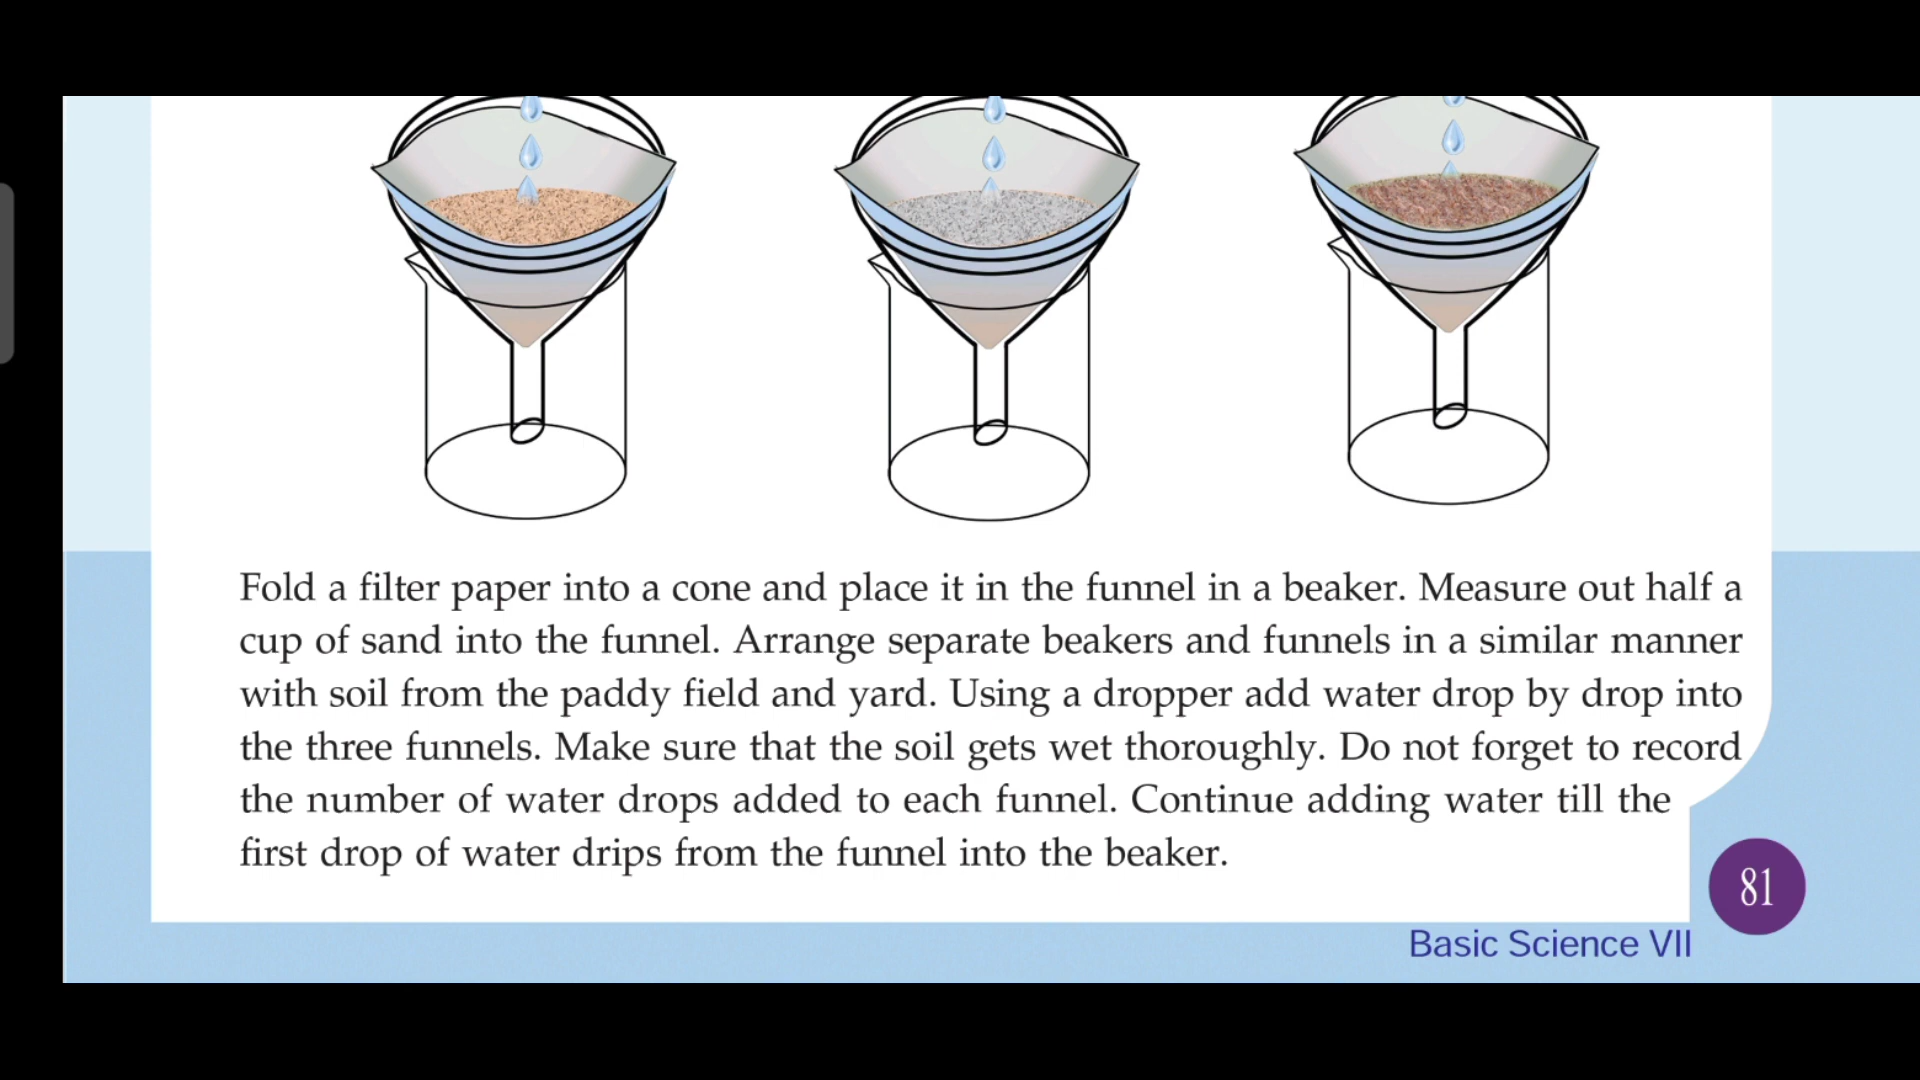 Fold a filter paper into a cone and place it in the funnel in a beaker. Measure out half a
cup of sand into the funnel. Arrange separate beakers and funnels in a similar manner
with soil from the paddy field and yard. Using a dropper add water drop by drop into
the three funnels. Make sure that the soil gets wet thoroughly. Do not forget to record
the number of water drops added to each funnel. Continue adding water till the
first drop of water drips from the funnel into the beaker.
81
Basic Science VII